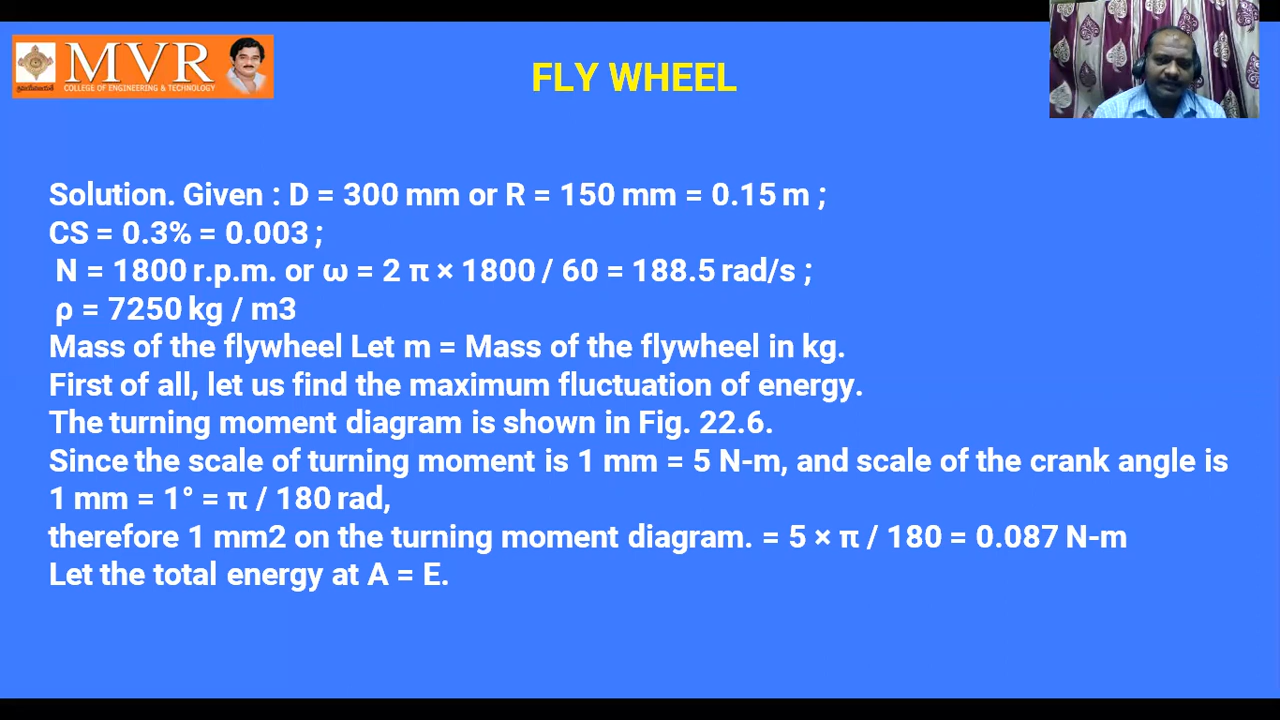 MVR
COLLEGE OF ENGINEERING & TECHNOLOGY
FLY WHEEL
Solution. Given : D = 300 mm or R = 150 mm = 0.15 m ;
CS = 0.3% = 0.003 ;
N = 1800 r.p.m. or ω = 2 π × 1800 / 60 = 188.5 rad/s ;
ρ = 7250 kg / m3
Mass of the flywheel Let m = Mass of the flywheel in kg.
First of all, let us find the maximum fluctuation of energy.
The turning moment diagram is shown in Fig. 22.6.
Since the scale of turning moment is 1 mm = 5 N-m, and scale of the crank angle is
1 mm = 1° = π / 180 rad,
therefore 1 mm2 on the turning moment diagram. = 5 × π / 180 = 0.087 N-m
Let the total energy at A = E.